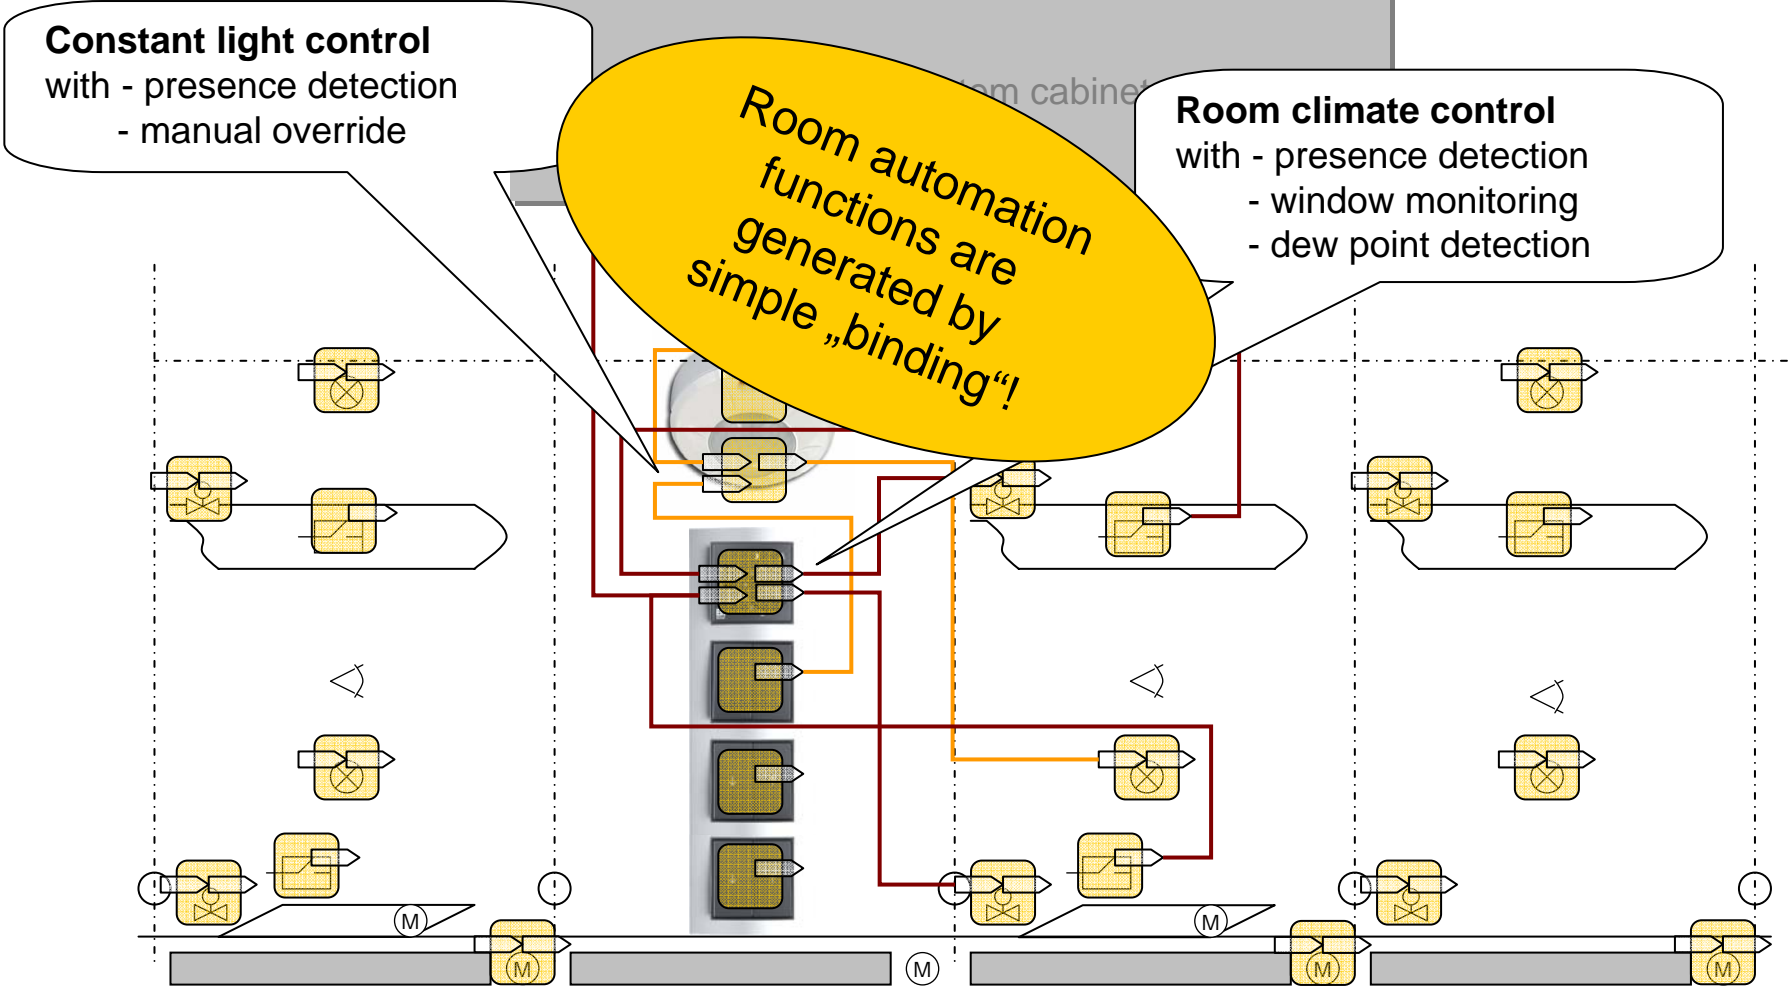 Constant light control
with - presence detection
- manual override
cabinet
Room automation
functions are
generated by
simple „binding“!
Room climate control
with - presence detection
- window monitoring
- dew point detection
M
M
M
M
M
M